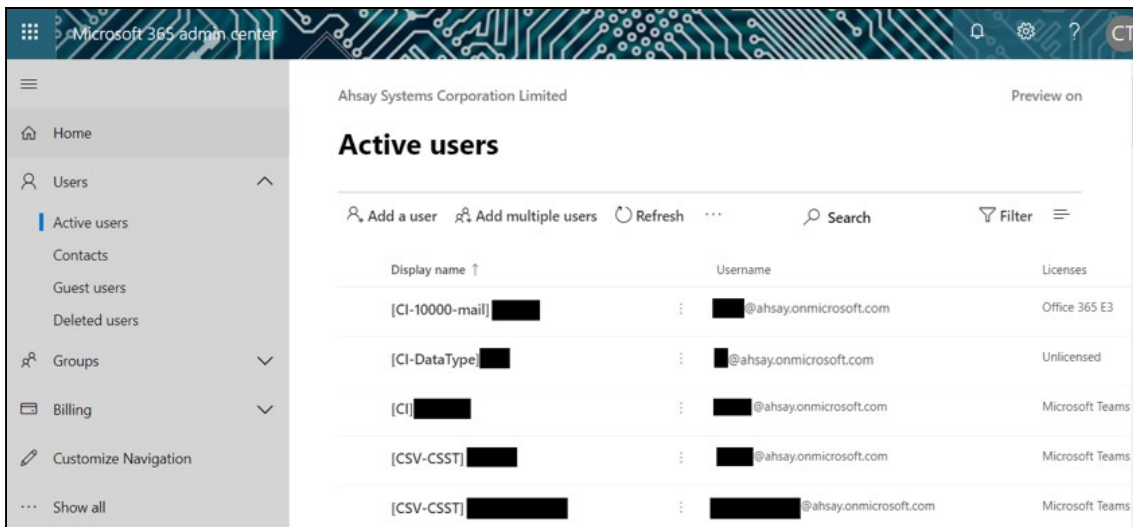 Microsoft 365 admin center
?
CT
Home
Users
Active users
Contacts
Guest users
Deleted users
Groups
Billing
Customize Navigation
Show all
Ahsay Systems Corporation Limited
Preview on
Active users
Add a user Add multiple users Refresh ... Search Filter
Display name ↑ Username Licenses
[CI-10000-mail] @ahsay.onmicrosoft.com Office 365 E3
[CI-DataType] @ahsay.onmicrosoft.com Unlicensed
[CI] @ahsay.onmicrosoft.com Microsoft Teams
[CSV-CSST] @ahsay.onmicrosoft.com Microsoft Teams
[CSV-CSST] @ahsay.onmicrosoft.com Microsoft Teams